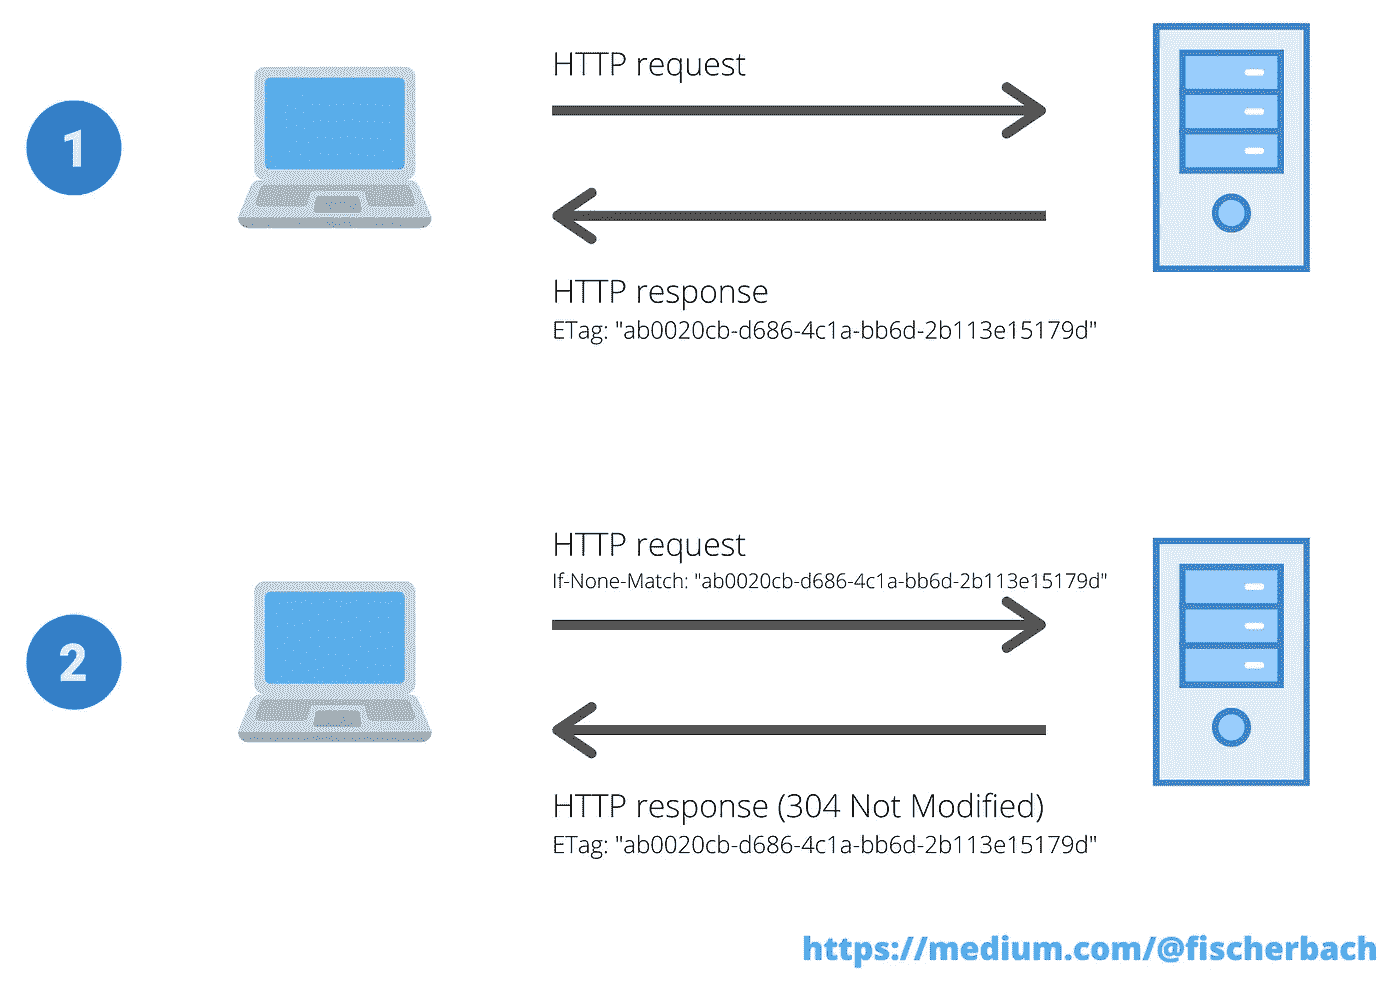 1
HTTP request
HTTP response
ETag: "ab0020cb-d686-4c1a-bb6d-2b113e15179d"
2
HTTP request
If-None-Match: "ab0020cb-d686-4c1a-bb6d-2b113e15179d"
HTTP response (304 Not Modified)
ETag: "ab0020cb-d686-4c1a-bb6d-2b113e15179d"
https://medium.com/@fischerbach